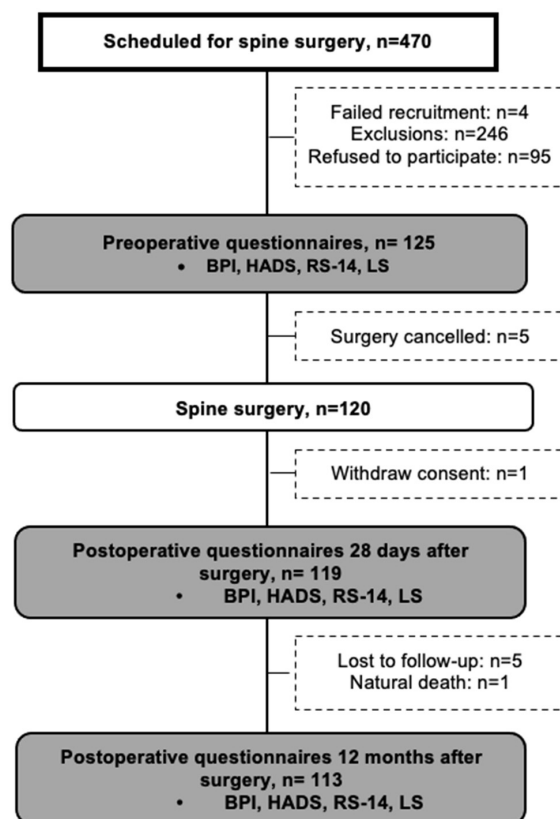 Scheduled for spine surgery, n=470
Failed recruitment: n=4
Exclusions: n=246
Refused to participate: n=95
Preoperative questionnaires, n= 125
• BPI, HADS, RS-14, LS
Surgery cancelled: n=5
Spine surgery, n=120
Withdraw consent: n=1
Postoperative questionnaires 28 days after
surgery, n= 119
• BPI, HADS, RS-14, LS
Lost to follow-up: n=5
Natural death: n=1
Postoperative questionnaires 12 months after
surgery, n= 113
• BPI, HADS, RS-14, LS